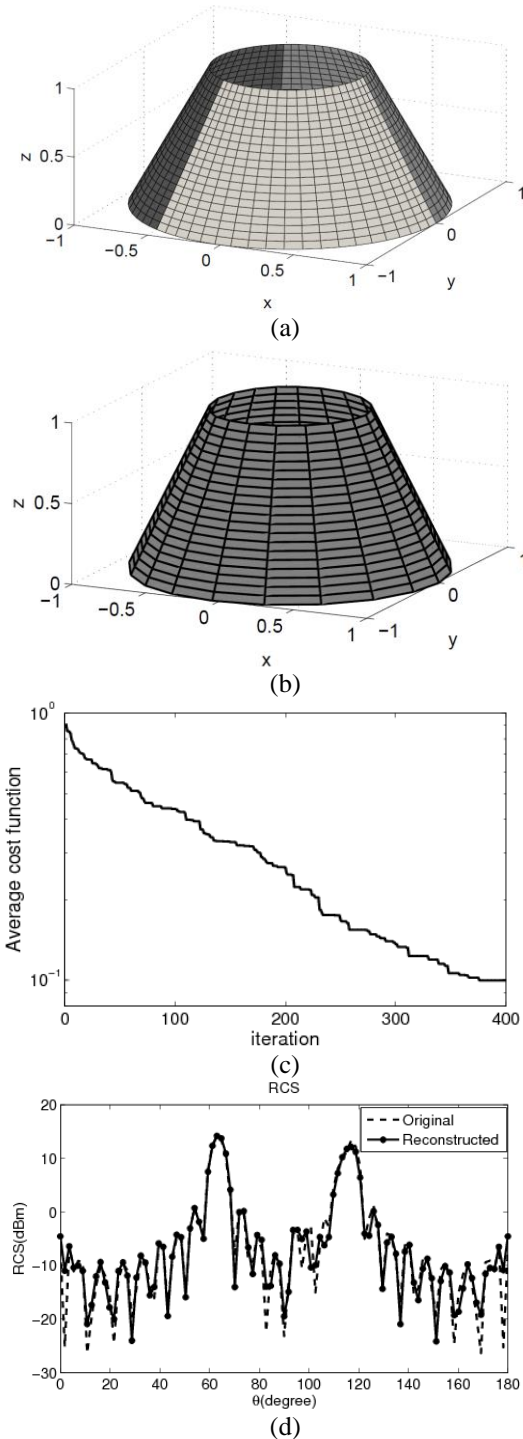 1
0.5
z
0
−1
−0.5
0
0.5
1
−1
0
1
x
y
(a)
1
0.5
z
0
−1
−0.5
0
0.5
1
−1
0
x
y
(b)
10^0
Average cost function
10^−1
0 100 200 300 400
iteration
(c)
RCS
20
10
0
−10
−20
−30
RCS(dBm)
Original
Reconstructed
0 20 40 60 80 100 120 140 160 180
θ(degree)
(d)